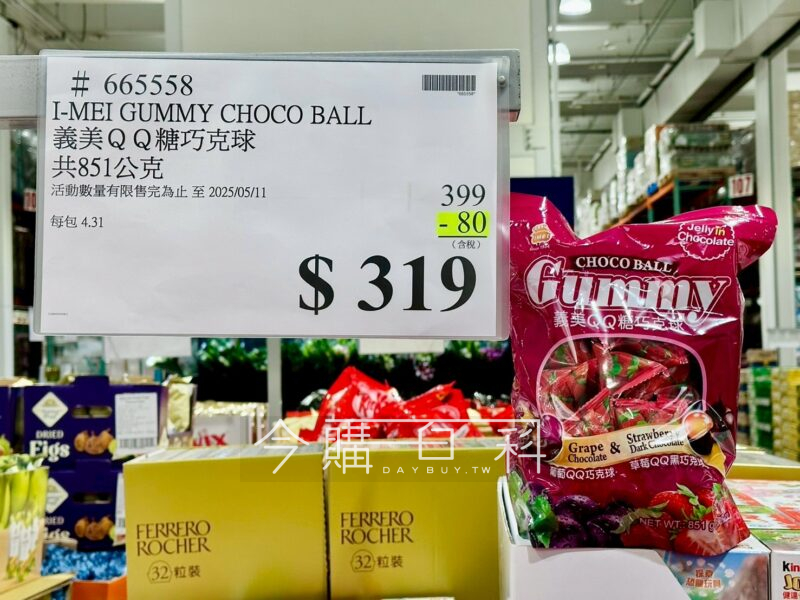 # 665558
I-MEI GUMMY CHOCO BALL
義美QQ糖巧克球
共851公克
活動數量有限售完為止 至 2025/05/11
399
- 80
(含稅)
每包 4.31
$ 319
107
Jelly in
Chocolate
CHOCO BALL
Gummy
義美QQ糖巧克球
Grape
Chocolate
&
Strawberry
Dark Chocolate
葡萄QQ巧克球
草莓QQ黑巧克球
NET WT: 851g
今購百科
DAYBUY.TW
DRIED
Figs
DRIED
FERRERO
ROCHER
32 粒裝
FERRERO
ROCHER
32 粒裝